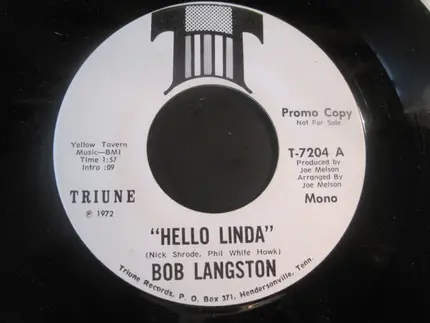 T
Promo Copy
Not For Sale
Yellow Tavern
Music—BMI
Time 1:57
Intro :09
T-7204 A
Produced by
Joe Melson
Arranged By
Joe Melson
TRIUNE
Mono
℗ 1972
"HELLO LINDA"
(Nick Shrode, Phil White Hawk)
BOB LANGSTON
Triune Records, P. O. Box 371, Hendersonville, Tenn.